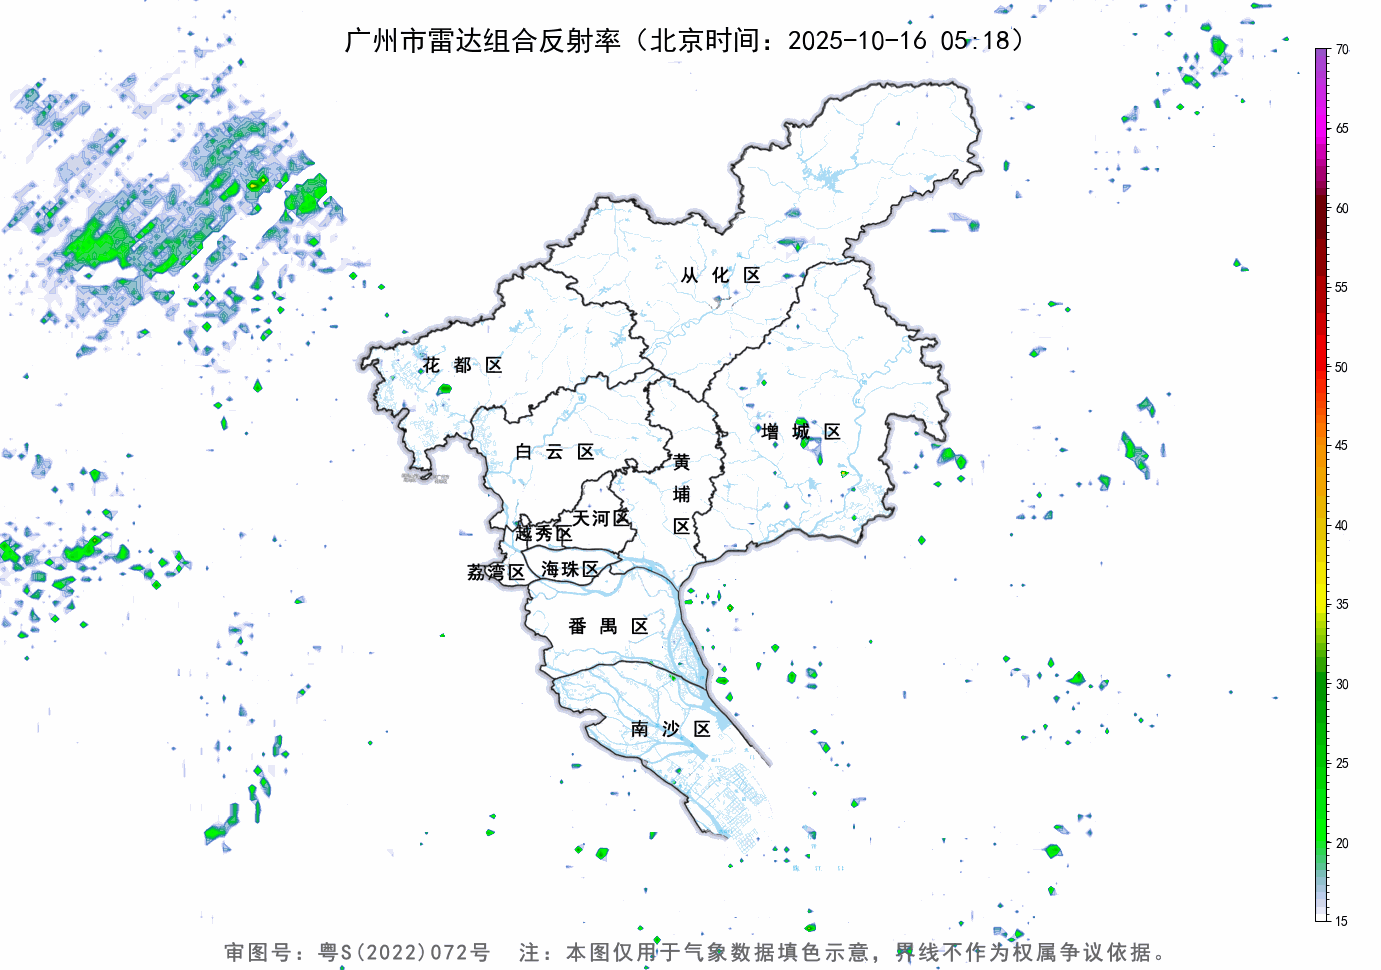 广州市雷达组合反射率（北京时间：2025-10-16 05:18）
70
65
60
55
50
45
40
35
30
25
20
15
从化区
花都区
增城区
白云区
黄埔区
天河区
越秀区
荔湾区
海珠区
番禺区
南沙区
审图号：粤S(2022)072号 注：本图仅用于气象数据填色示意，界线不作为权属争议依据。